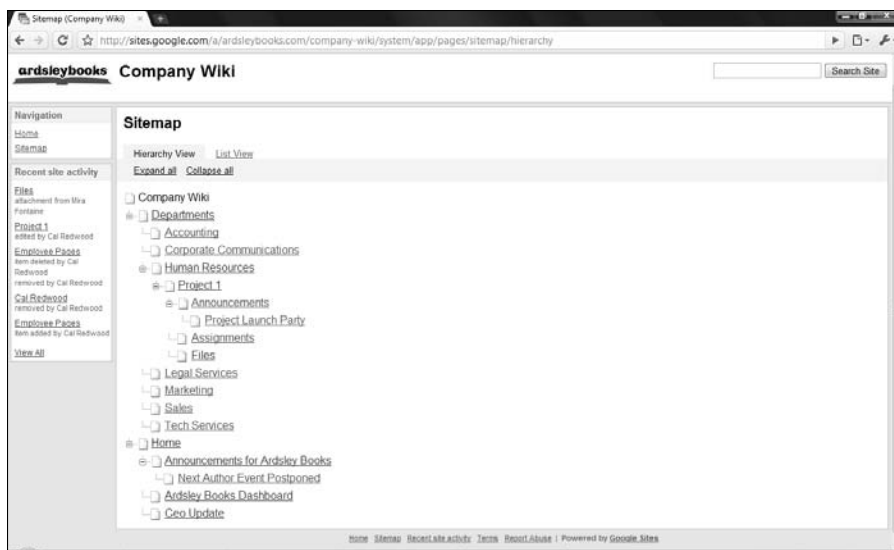 Sitemap (Company Wiki)
http://sites.google.com/a/ardsleybooks.com/company-wiki/system/app/pages/sitemap/hierarchy
ardsleybooks Company Wiki
Search Site
Navigation
Home
Sitemap
Recent site activity
Files
attachment from Mira
Fontaine
Project 1
edited by Cal Redwood
Employee Pages
item deleted by Cal
Redwood
removed by Cal Redwood
Cal Redwood
removed by Cal Redwood
Employee Pages
item added by Cal Redwood
View All
Sitemap
Hierarchy View List View
Expand all Collapse all
Company Wiki
Departments
Accounting
Corporate Communications
Human Resources
Project 1
Announcements
Project Launch Party
Assignments
Files
Legal Services
Marketing
Sales
Tech Services
Home
Announcements for Ardsley Books
Next Author Event Postponed
Ardsley Books Dashboard
Ceo Update
Home Sitemap Recent site activity Terms Report Abuse | Powered by Google Sites